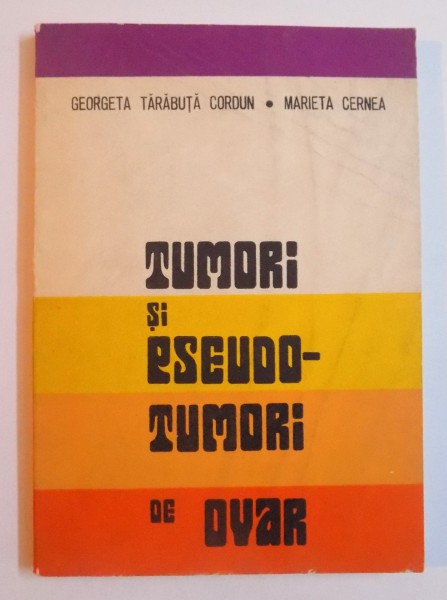 GEORGETA TĂRĂBUȚĂ CORDUN • MARIETA CERNEA
TUMORI
ȘI
PSEUDO-
TUMORI
DE OVAR